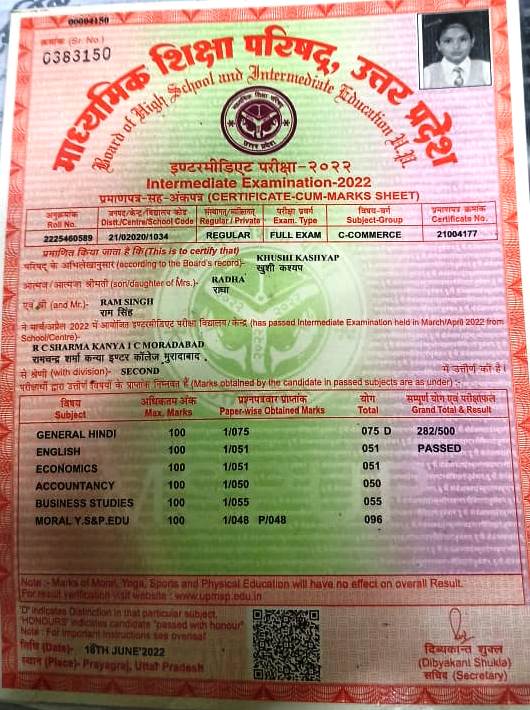 00004150
क्रमांक (Sr No.)
0383150
माध्यमिक शिक्षा परिषद्, उत्तर प्रदेश
Board of High School and Intermediate Education U.P.
इण्टरमीडिएट परीक्षा-२०२२
Intermediate Examination-2022
प्रमाणपत्र-सह-अंकपत्र (CERTIFICATE-CUM-MARKS SHEET)
अनुक्रमांक जनपद/केन्द्र/विद्यालय कोड संस्थागत/व्यक्तिगत परीक्षा प्रवर्ग विषय-वर्ग प्रमाणपत्र क्रमांक
Roll No. Distt./Centre/School Code Regular / Private Exam. Type Subject-Group Certificate No.
2225460589 21/02020/1034 REGULAR FULL EXAM C-COMMERCE 21004177
प्रमाणित किया जाता है कि(This is to certify that)
परिषद् के अभिलेखानुसार (according to the Board's record)- KHUSHI KASHYAP
खुशी कश्यप
आत्मज / आत्मजा श्रीमती (son/daughter of Mrs.)- RADHA
राधा
एवं श्री (and Mr.)- RAM SINGH
राम सिंह
ने मार्च/अप्रैल 2022 में आयोजित इण्टरमीडिएट परीक्षा विद्यालय/केन्द्र (has passed Intermediate Examination held in March/April 2022 from
School/Centre)-
R C SHARMA KANYA I C MORADABAD
रामचन्द्र शर्मा कन्या इण्टर कॉलेज मुरादाबाद
से श्रेणी (with division)- SECOND में उत्तीर्ण की है।
परीक्षार्थी द्वारा उत्तीर्ण विषयों के प्राप्तांक निम्नवत हैं (Marks obtained by the candidate in passed subjects are as under) :-
विषय अधिकतम अंक प्रश्नपत्रवार प्राप्तांक योग सम्पूर्ण योग एवं परीक्षाफल
Subject Max. Marks Paper-wise Obtained Marks Total Grand Total & Result
GENERAL HINDI 100 1/075 075 D 282/500
ENGLISH 100 1/051 051 PASSED
ECONOMICS 100 1/051 051
ACCOUNTANCY 100 1/050 050
BUSINESS STUDIES 100 1/055 055
MORAL Y.S&P.EDU 100 1/048 P/048 096
Note :- Marks of Moral, Yoga, Sports and Physical Education will have no effect on overall Result.
For result verification visit website : www.upmsp.edu.in
'D' indicates Distinction in that particular subject.
'HONOURS' indicates candidate "passed with honour"
Note : For important Instructions see overleaf
तिथि (Date)- 18TH JUNE'2022
स्थान (Place)- Prayagraj, Uttar Pradesh
दिव्यकान्त शुक्ल
(Dibyakant Shukla)
सचिव (Secretary)